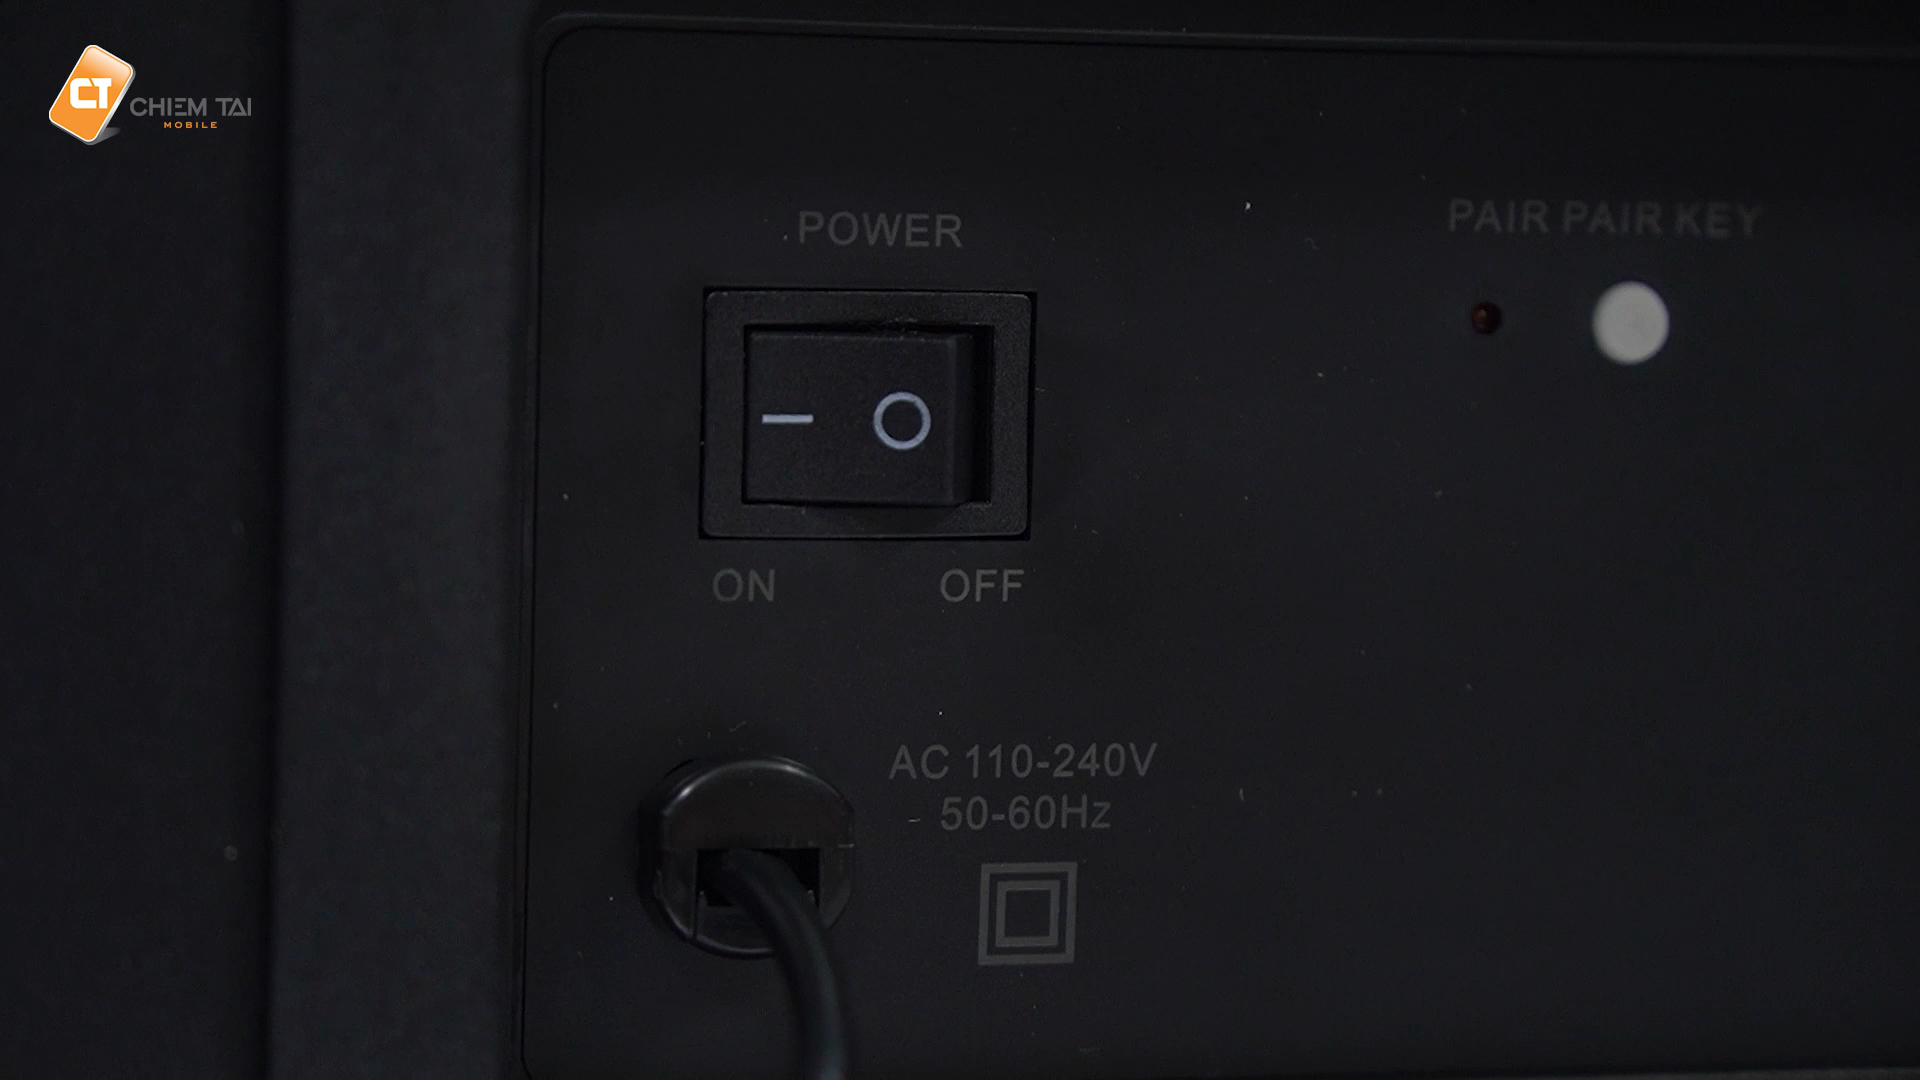 CT
CHIEM TAI
MOBILE
POWER
PAIR PAIR KEY
ON OFF
AC 110-240V
50-60Hz